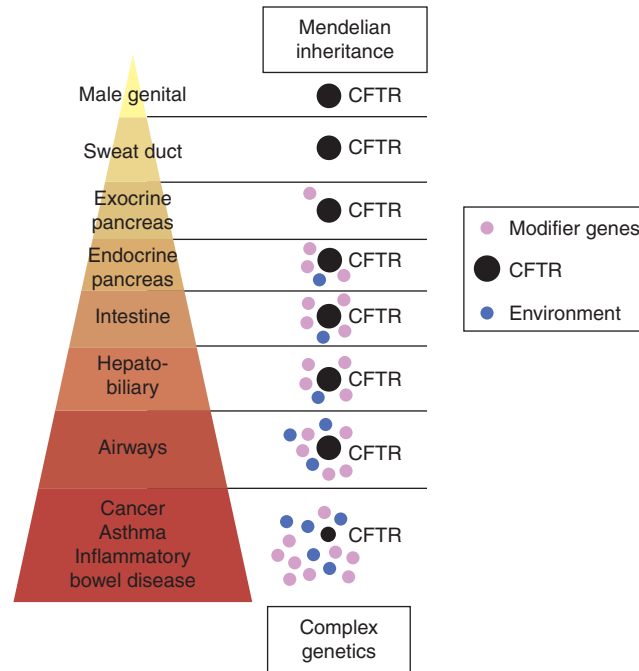 Mendelian
inheritance
Male genital
CFTR
Sweat duct
CFTR
Exocrine
pancreas
CFTR
Endocrine
pancreas
CFTR
Intestine
CFTR
Hepato-
biliary
CFTR
Airways
CFTR
Cancer
Asthma
Inflammatory
bowel disease
CFTR
Complex
genetics
Modifier genes
CFTR
Environment